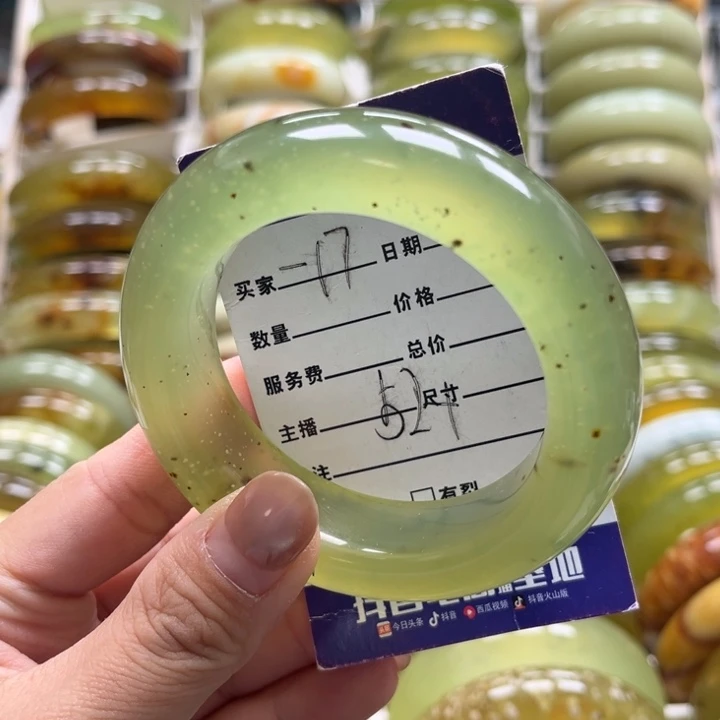 买家 -17 日期
数量 价格
服务费 总价
主播 尺寸
注
有裂
今日头条 抖音 西瓜视频 抖音火山版